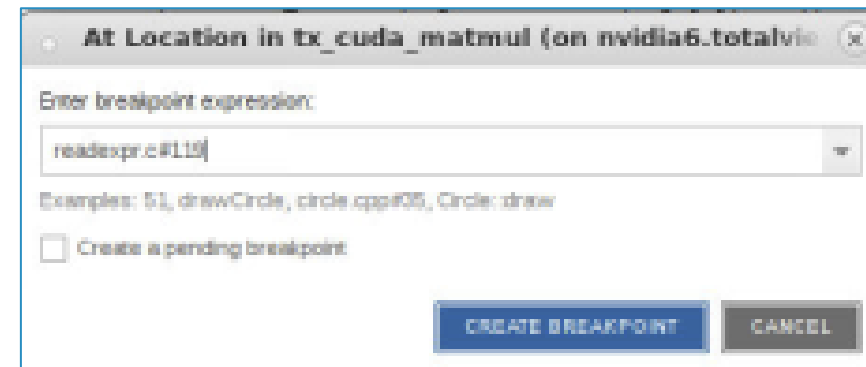 At Location in tx_cuda_matmul (on nvidia6.totalvie
Enter breakpoint expression:
readexpr.c#119
Examples: 51, drawCircle, circle.cpp#35, Circle::draw
Create a pending breakpoint
CREATE BREAKPOINT CANCEL